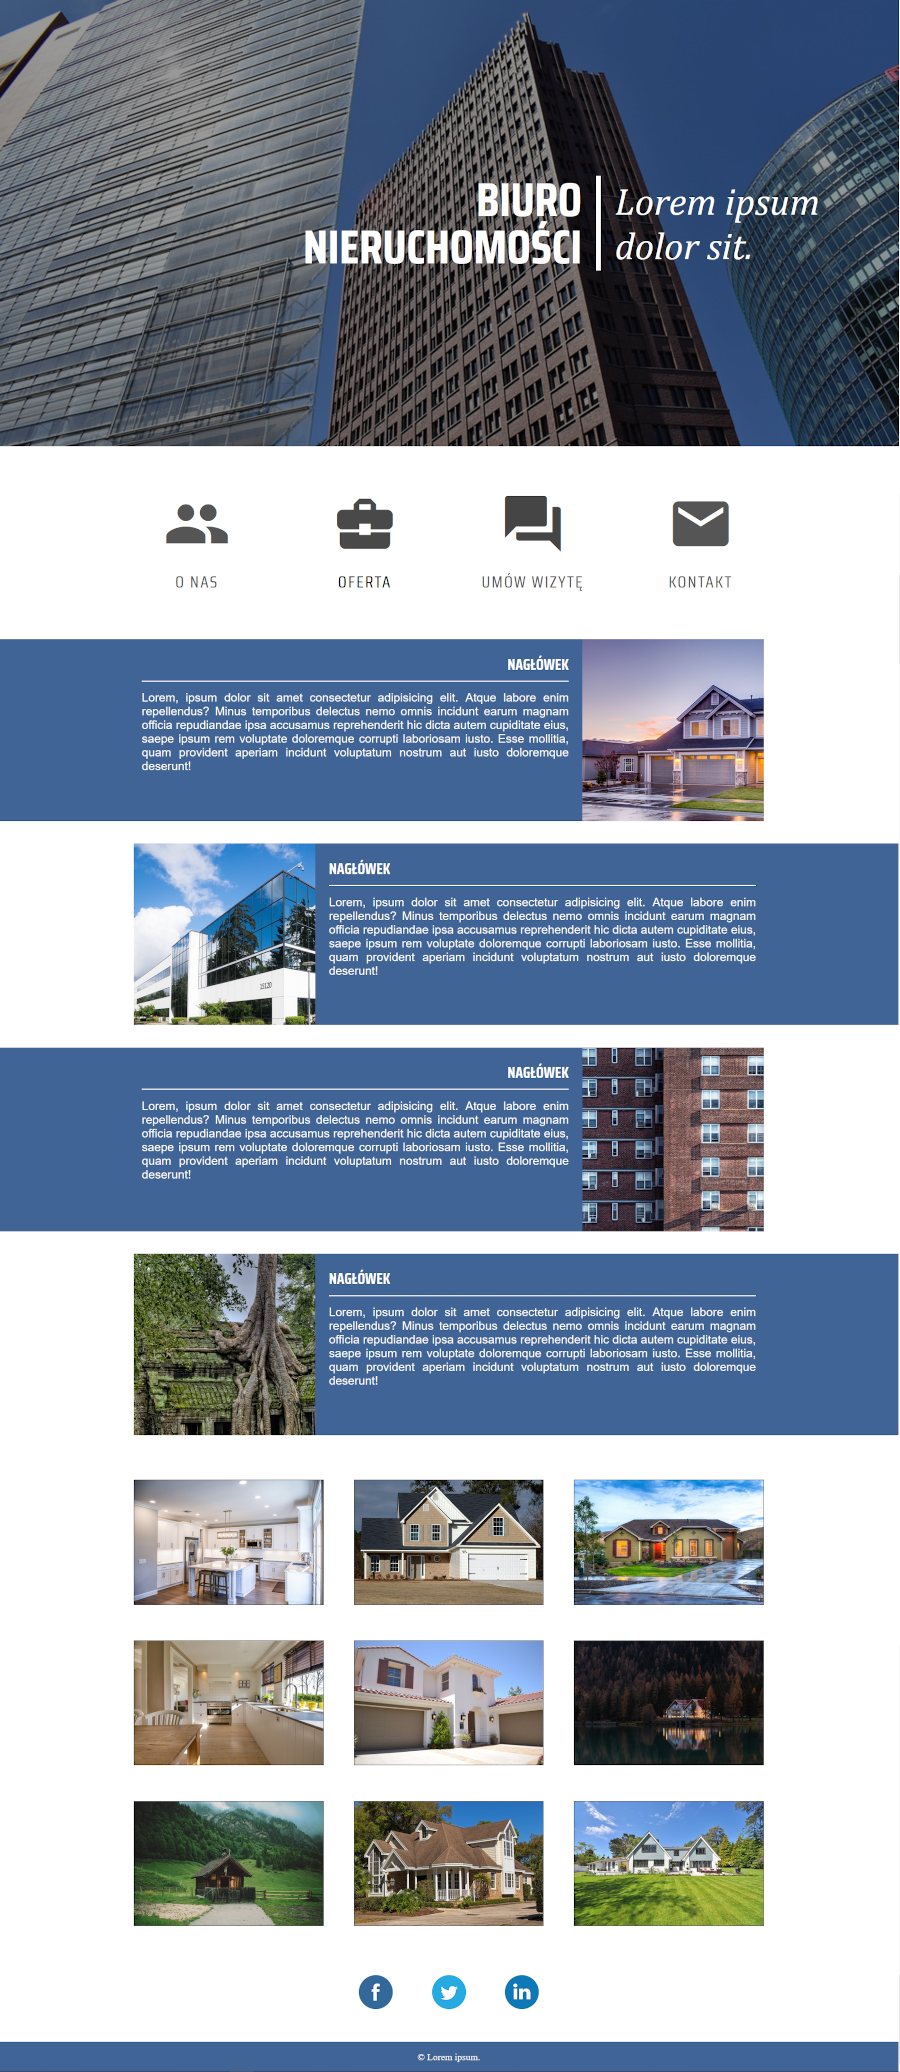 BIURO
NIERUCHOMOŚCI
Lorem ipsum
dolor sit.
O NAS
OFERTA
UMÓW WIZYTĘ
KONTAKT
NAGŁÓWEK
Lorem, ipsum dolor sit amet consectetur adipisicing elit. Atque labore enim
repellendus? Minus temporibus delectus nemo omnis incidunt earum magnam
officia repudiandae ipsa accusamus reprehenderit hic dicta autem cupiditate eius,
saepe ipsum rem voluptate doloremque corrupti laboriosam iusto. Esse mollitia,
quam provident aperiam incidunt voluptatum nostrum aut iusto doloremque
deserunt!
15120
NAGŁÓWEK
Lorem, ipsum dolor sit amet consectetur adipisicing elit. Atque labore enim
repellendus? Minus temporibus delectus nemo omnis incidunt earum magnam
officia repudiandae ipsa accusamus reprehenderit hic dicta autem cupiditate eius,
saepe ipsum rem voluptate doloremque corrupti laboriosam iusto. Esse mollitia,
quam provident aperiam incidunt voluptatum nostrum aut iusto doloremque
deserunt!
NAGŁÓWEK
Lorem, ipsum dolor sit amet consectetur adipisicing elit. Atque labore enim
repellendus? Minus temporibus delectus nemo omnis incidunt earum magnam
officia repudiandae ipsa accusamus reprehenderit hic dicta autem cupiditate eius,
saepe ipsum rem voluptate doloremque corrupti laboriosam iusto. Esse mollitia,
quam provident aperiam incidunt voluptatum nostrum aut iusto doloremque
deserunt!
NAGŁÓWEK
Lorem, ipsum dolor sit amet consectetur adipisicing elit. Atque labore enim
repellendus? Minus temporibus delectus nemo omnis incidunt earum magnam
officia repudiandae ipsa accusamus reprehenderit hic dicta autem cupiditate eius,
saepe ipsum rem voluptate doloremque corrupti laboriosam iusto. Esse mollitia,
quam provident aperiam incidunt voluptatum nostrum aut iusto doloremque
deserunt!
f in
© Lorem ipsum.